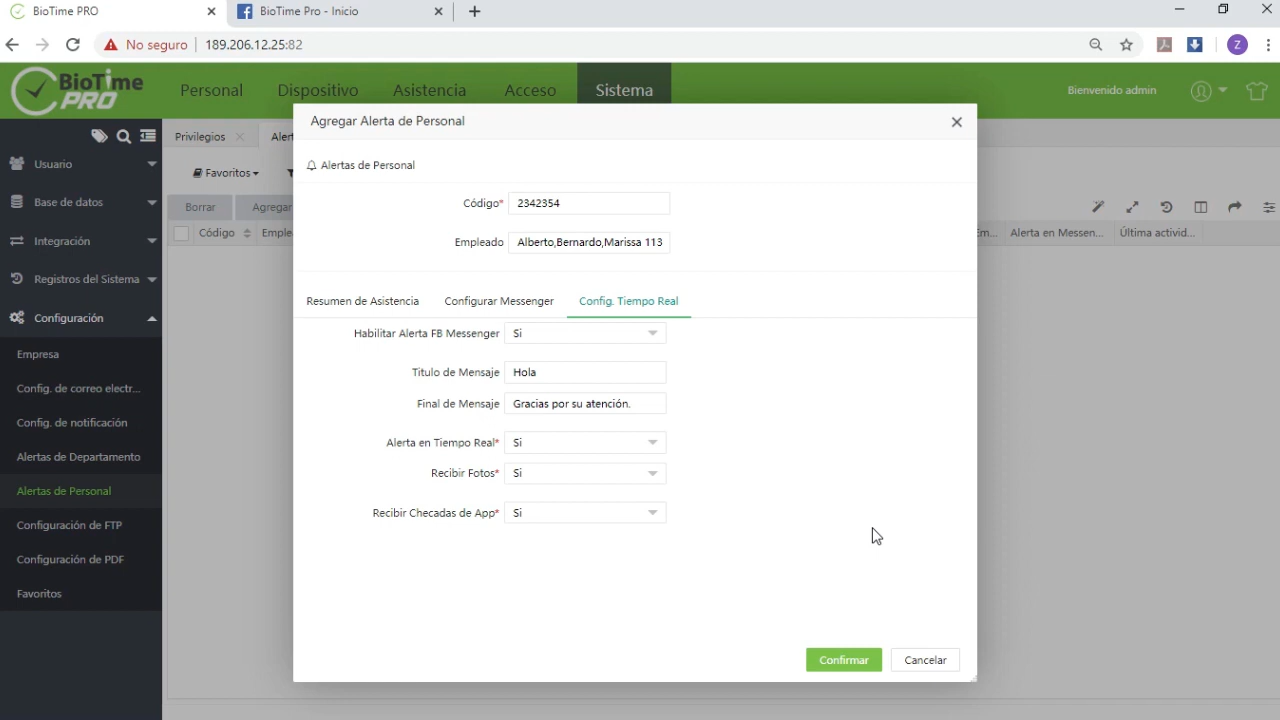 BioTime PRO
BioTime Pro - Inicio
No seguro
189.206.12.25:82
Z
BioTime
PRO
Personal
Dispositivo
Asistencia
Acceso
Sistema
Bienvenido admin
Usuario
Base de datos
Integración
Registros del Sistema
Configuración
Empresa
Config. de correo electr...
Config. de notificación
Alertas de Departamento
Alertas de Personal
Configuración de FTP
Configuración de PDF
Favoritos
Privilegios
Alert
Favoritos
Borrar
Agregar
Código
Emplea
Em...
Alerta en Messen...
Última activid...
Agregar Alerta de Personal
Alertas de Personal
Código* 2342354
Empleado Alberto,Bernardo,Marissa 113
Resumen de Asistencia
Configurar Messenger
Config. Tiempo Real
Habilitar Alerta FB Messenger Si
Titulo de Mensaje Hola
Final de Mensaje Gracias por su atención.
Alerta en Tiempo Real* Si
Recibir Fotos* Si
Recibir Checadas de App* Si
Confirmar
Cancelar